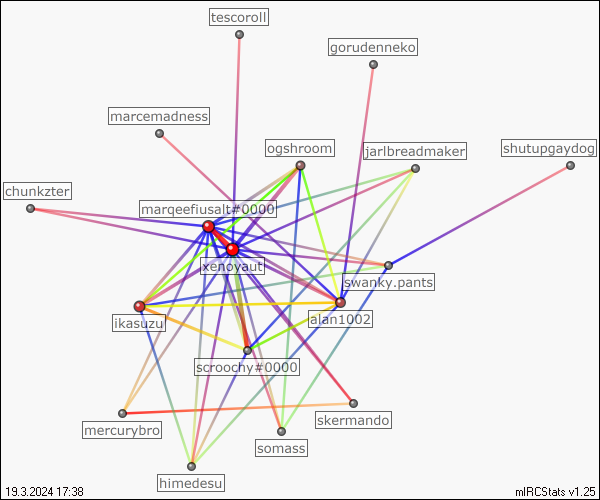 tescoroll
gorudenneko
marcemadness
ogshroom
jarlbreadmaker
shutupgaydog
chunkzter
marqeefiusalt#0000
xenoyaut
swanky.pants
ikasuzu
alan1002
scroochy#0000
mercurybro
skermando
somass
himedesu
19.3.2024 17:38
mIRCStats v1.25